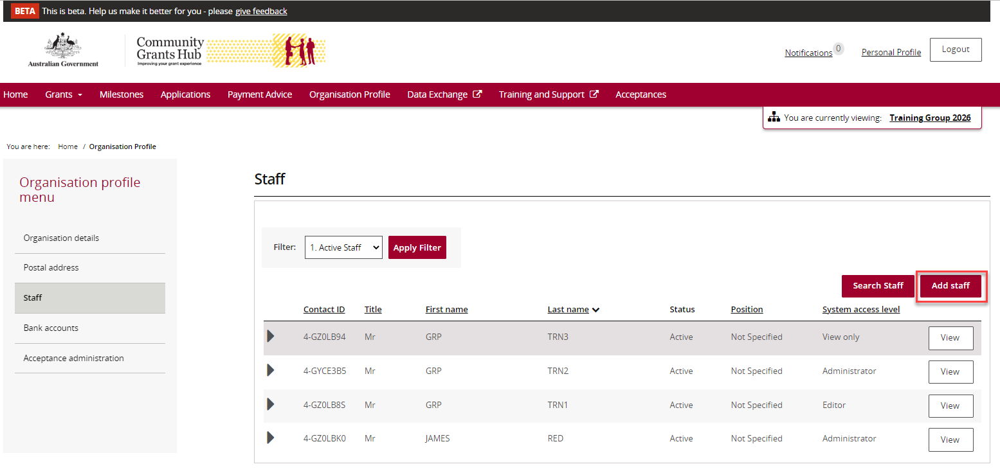 BETA This is beta. Help us make it better for you - please give feedback
Australian Government
Community
Grants Hub
Improving your grant experience
Notifications 0
Personal Profile
Logout
Home Grants Milestones Applications Payment Advice Organisation Profile Data Exchange Training and Support Acceptances
You are currently viewing: Training Group 2026
You are here: Home / Organisation Profile
Organisation profile
menu
Organisation details
Postal address
Staff
Bank accounts
Acceptance administration
Staff
Filter: 1. Active Staff Apply Filter
Search Staff Add staff
Contact ID Title First name Last name Status Position System access level
4-GZ0LB94 Mr GRP TRN3 Active Not Specified View only View
4-GYCE3B5 Mr GRP TRN2 Active Not Specified Administrator View
4-GZ0LB8S Mr GRP TRN1 Active Not Specified Editor View
4-GZ0LBK0 Mr JAMES RED Active Not Specified Administrator View